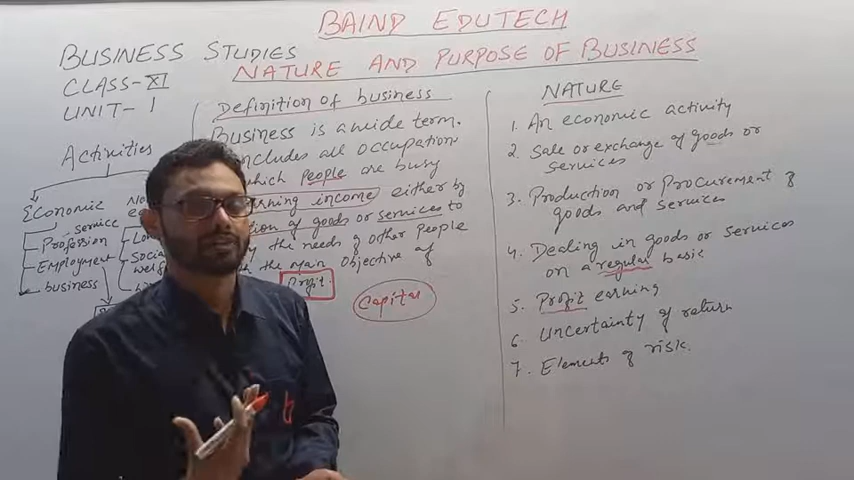 BAIND EDUTECH
NATURE AND PURPOSE OF BUSINESS
BUSINESS STUDIES
CLASS-XI
UNIT-1
Activities
Economic
service
Profession
Employment
business
Definition of business
Business is a wide term.
includes all occupation
which people are busy
earning income either by
of goods or services to
the needs of other People
the main objective of
Profit.
Capital
NATURE
1. An economic activity
2. Sale or exchange of goods or
services
3. Production or Procurement of
goods and services
4. Dealing in goods or services
on a regular basis
5. Profit earning
6. Uncertainty of return
7. Elements of risk.